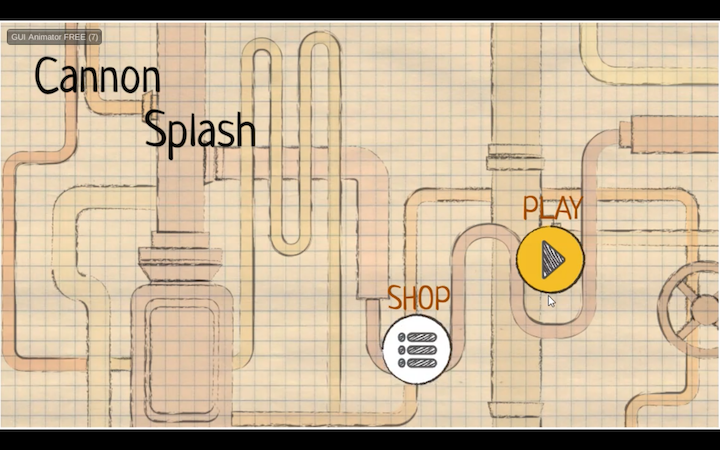 GUI Animator FREE (7)
Cannon
Splash
PLAY
SHOP